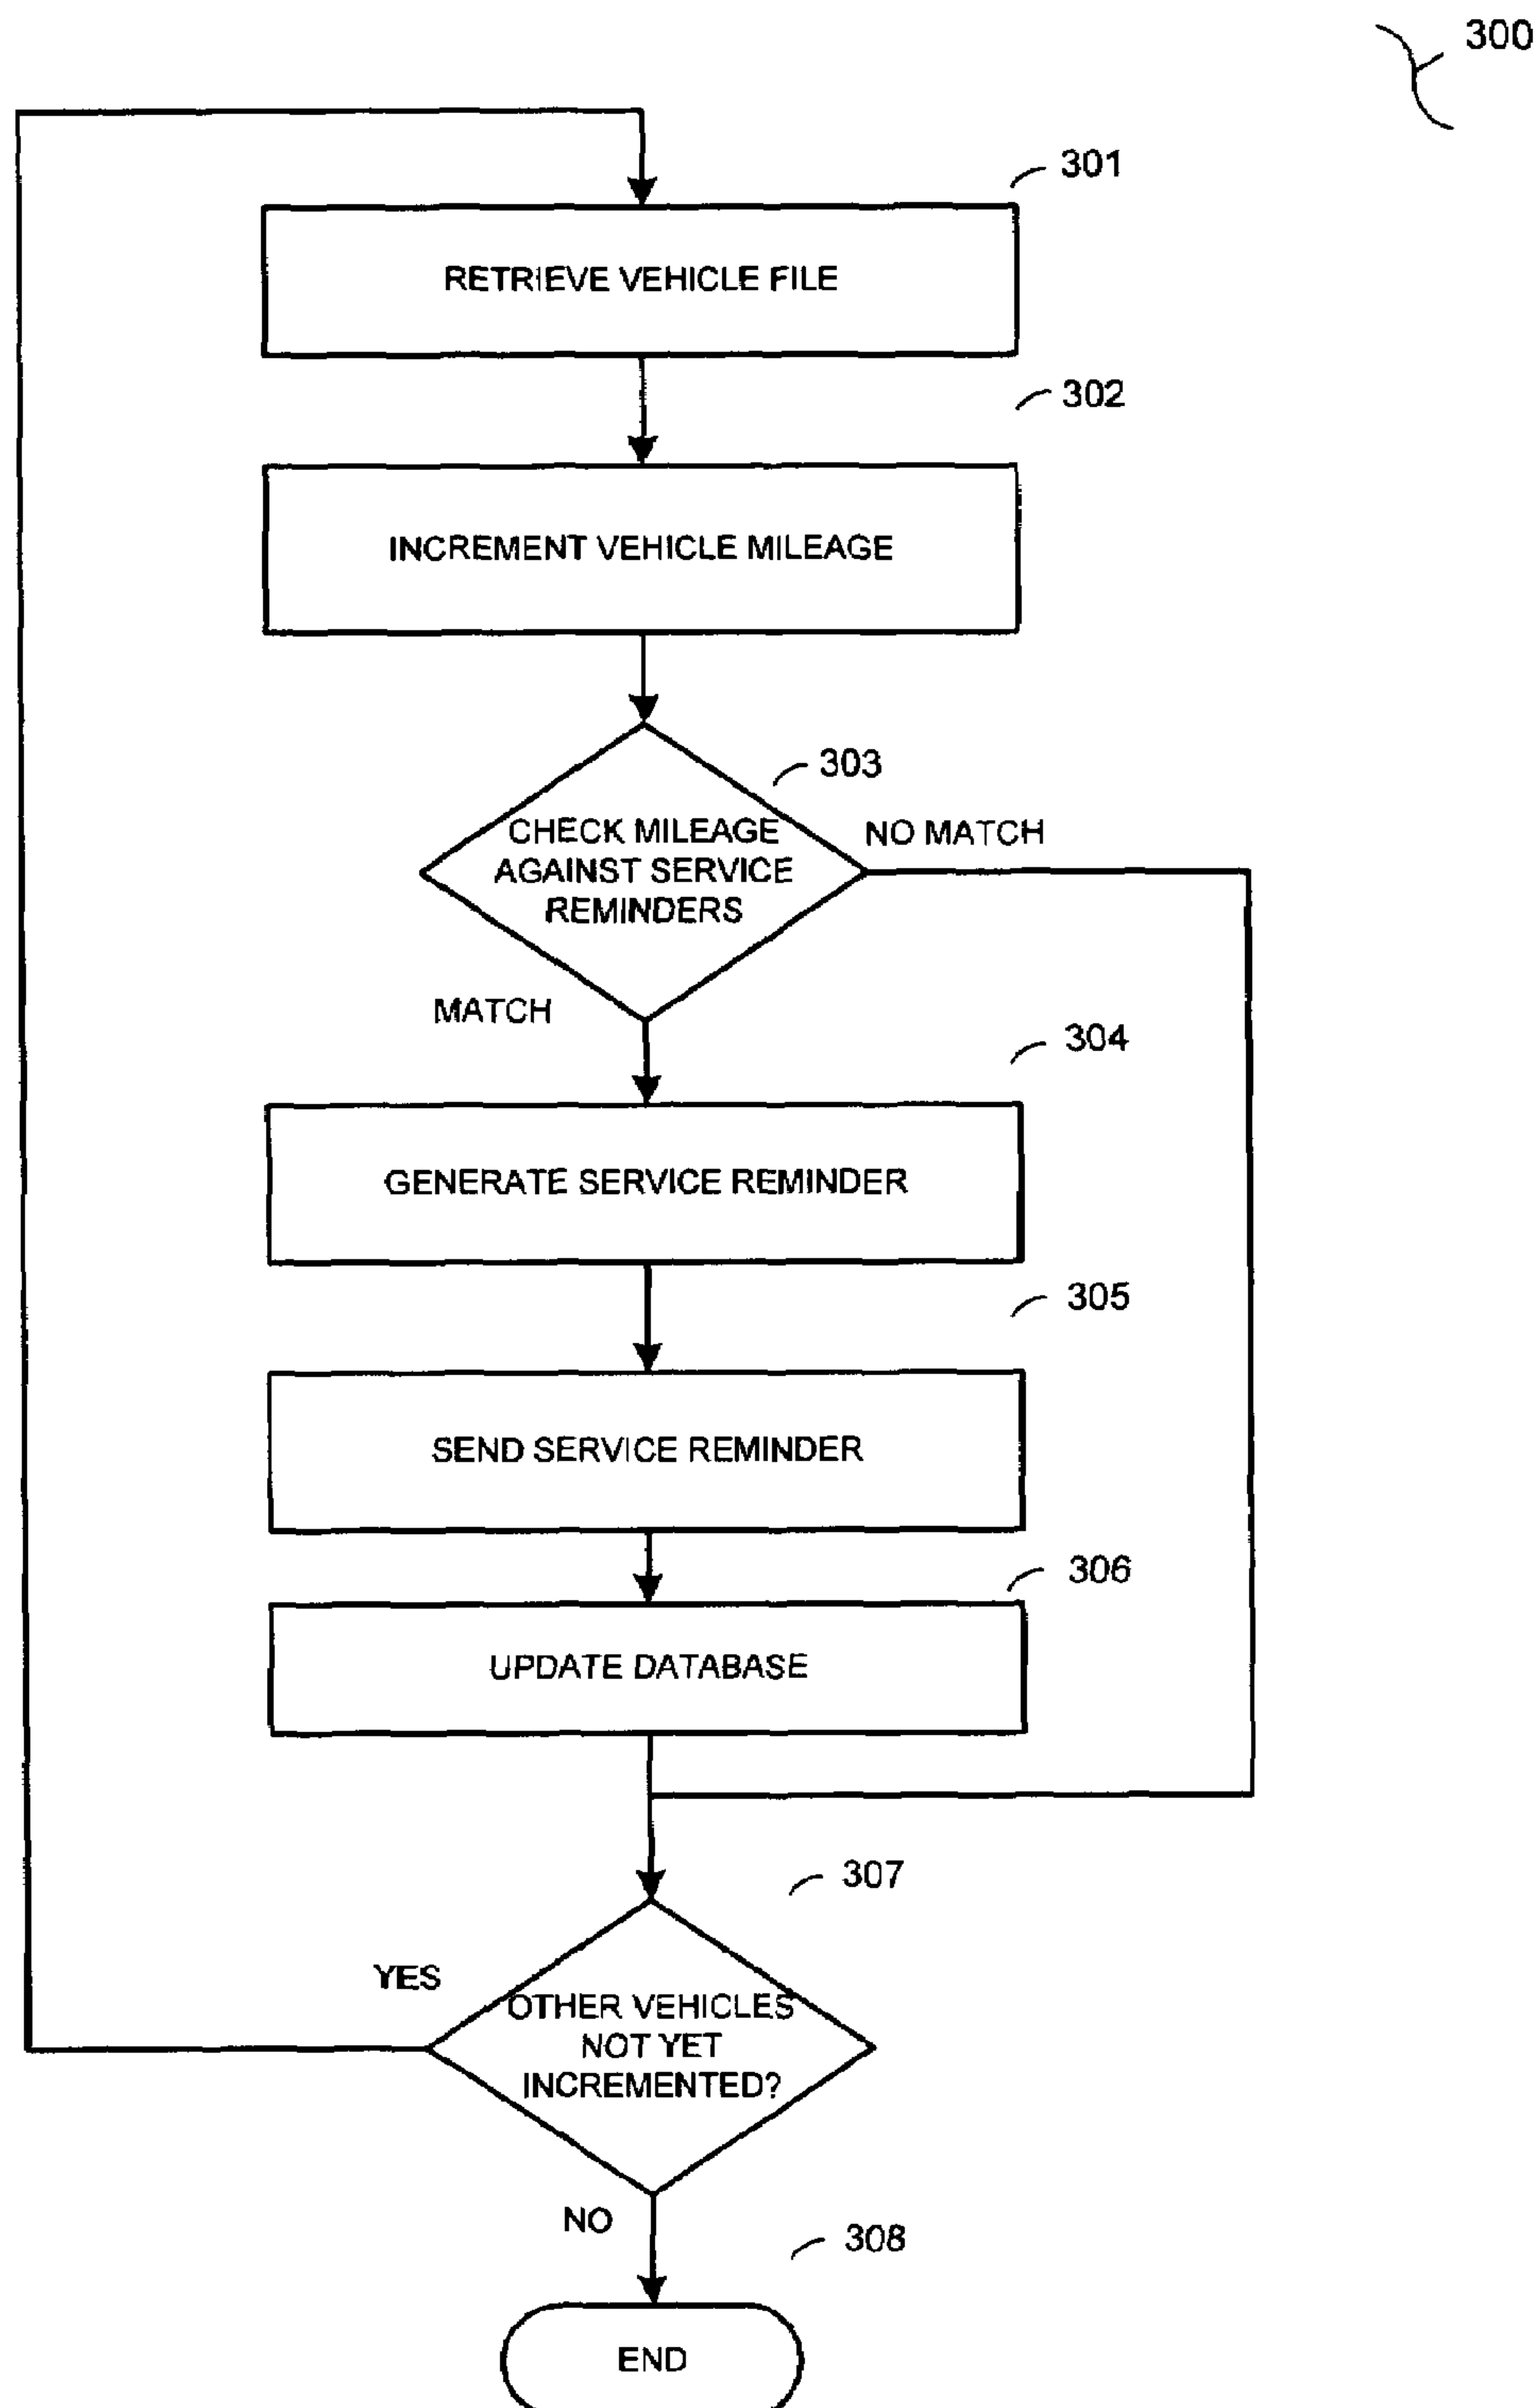 300
301
RETRIEVE VEHICLE FILE
302
INCREMENT VEHICLE MILEAGE
303
CHECK MILEAGE
AGAINST SERVICE
REMINDERS
NO MATCH
MATCH
304
GENERATE SERVICE REMINDER
305
SEND SERVICE REMINDER
306
UPDATE DATABASE
307
YES
OTHER VEHICLES
NOT YET
INCREMENTED?
NO
308
END